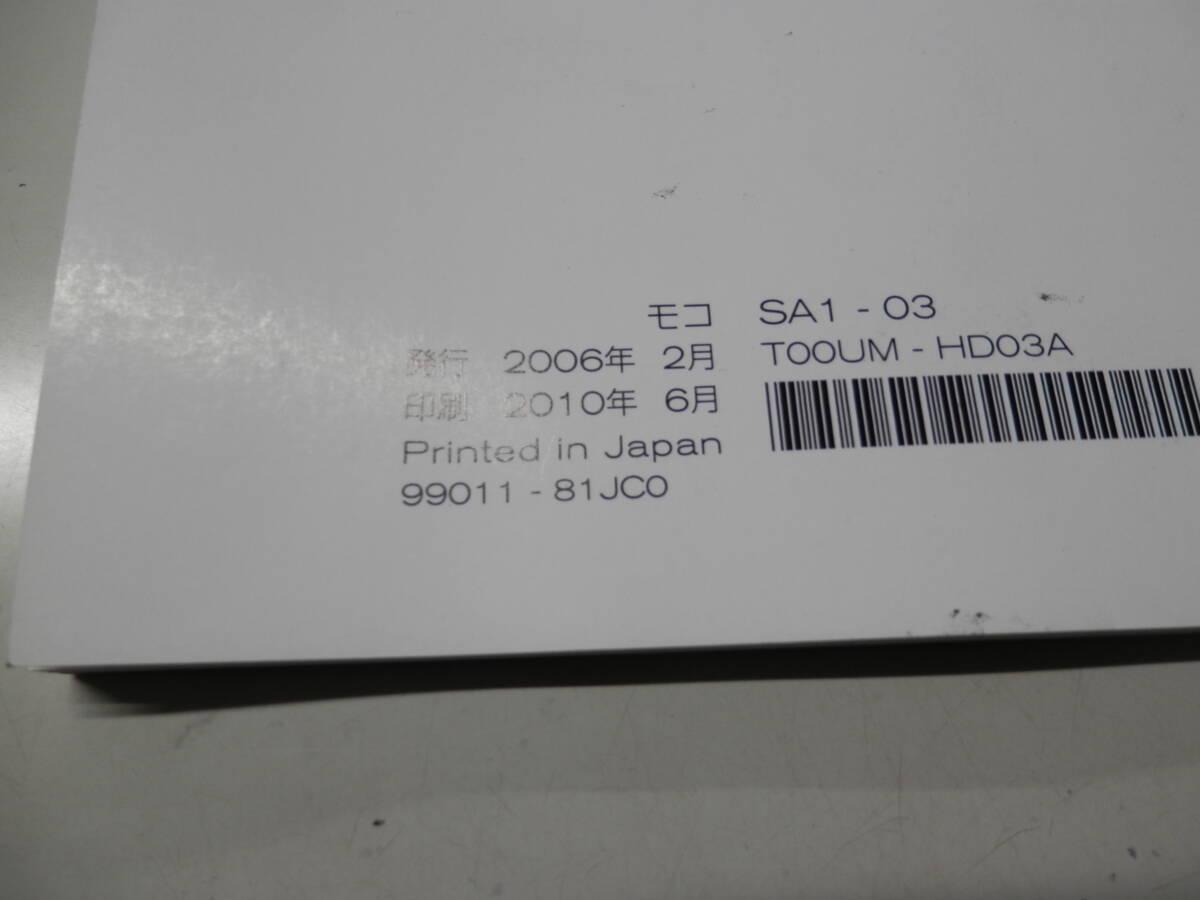 モコ SA1 - 03
発行 2006年 2月 T00UM - HD03A
印刷 2010年 6月
Printed in Japan
99011 - 81JC0